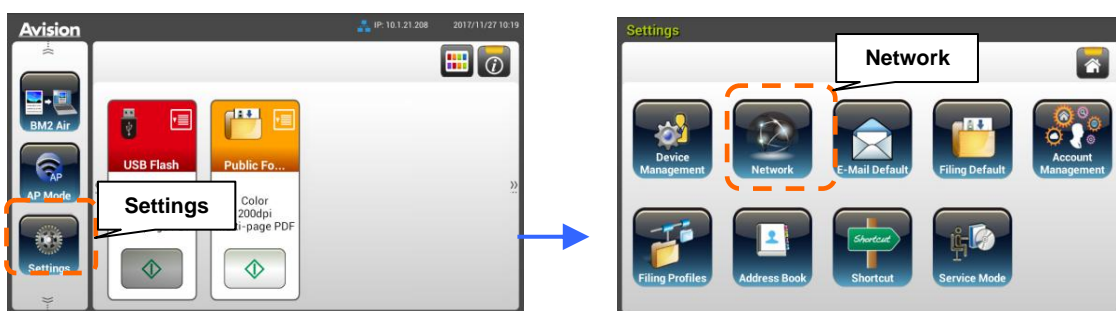 Avision
IP: 10.1.21.208 2017/11/27 10:19
BM2 Air
AP
AP Mode
Settings
USB Flash
Public Fo...
Color
200dpi
-page PDF
Settings
Settings
Network
Device
Management
Network
E-Mail Default
Filing Default
Account
Management
Filing Profiles
Address Book
Shortcut
Shortcut
Service Mode